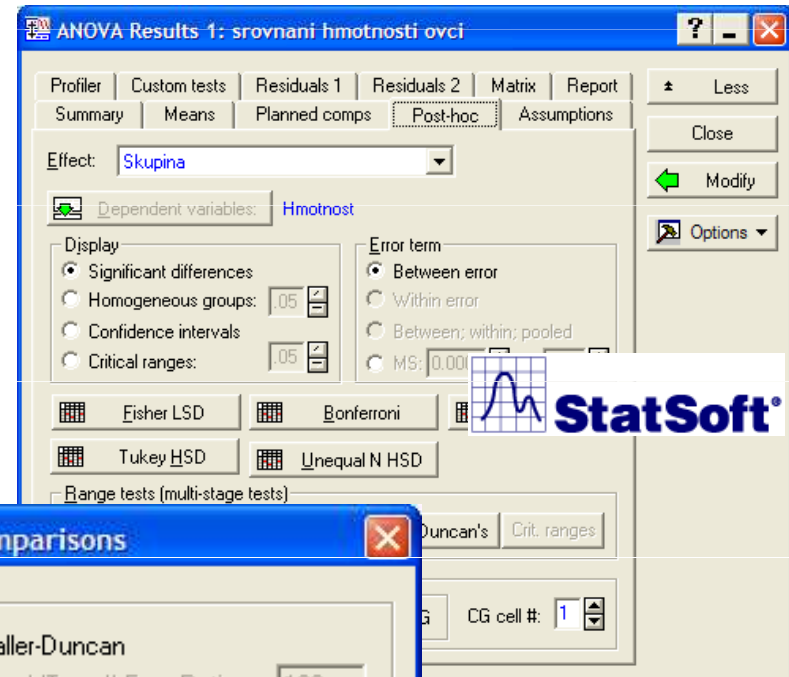 ANOVA Results 1: srovnani hmotnosti ovci
Profiler Custom tests Residuals 1 Residuals 2 Matrix Report
Summary Means Planned comps Post-hoc Assumptions
Less
Close
Modify
Options
Effect: Skupina
Dependent variables: Hmotnost
Display
Significant differences
Homogeneous groups: .05
Confidence intervals
Critical ranges: .05
Error term
Between error
Within error
Between; within; pooled
MS: 0.000
StatSoft®
Fisher LSD Bonferroni
Tukey HSD Unequal N HSD
Range tests (multi-stage tests)
Duncan's Crit. ranges
CG cell #: 1
mparisons
aller-Duncan